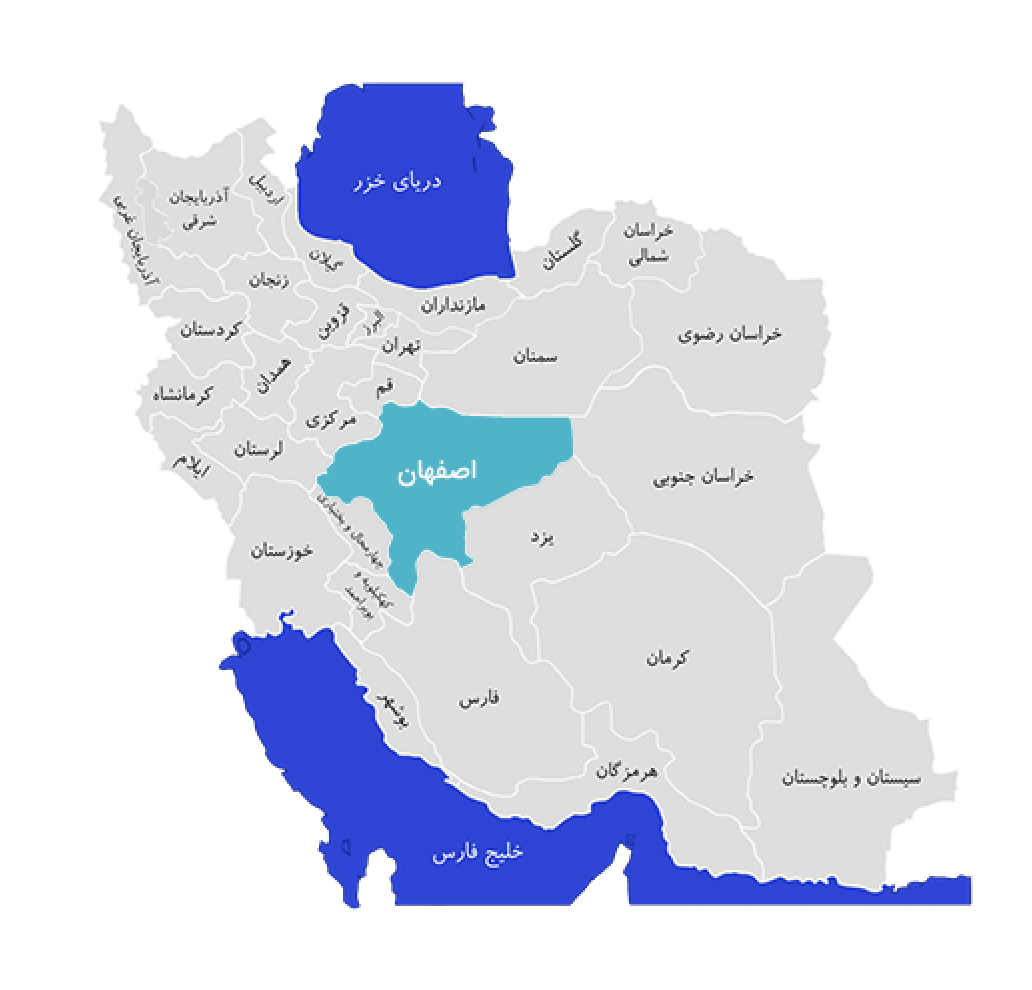 دریای خزر
آذربایجان غربی
آذربایجان
شرقی
اردبیل
گیلان
زنجان
گلستان
خراسان
شمالی
مازنداران
قزوین
البرز
تهران
کردستان
سمنان
خراسان رضوی
همدان
قم
کرمانشاه
مرکزی
لرستان
ایلام
اصفهان
خراسان جنوبی
چهارمحال و بختیاری
یزد
خوزستان
کهکیلویه و
بویراحمد
کرمان
فارس
بوشهر
هرمزگان
سیستان و بلوچستان
خلیج فارس